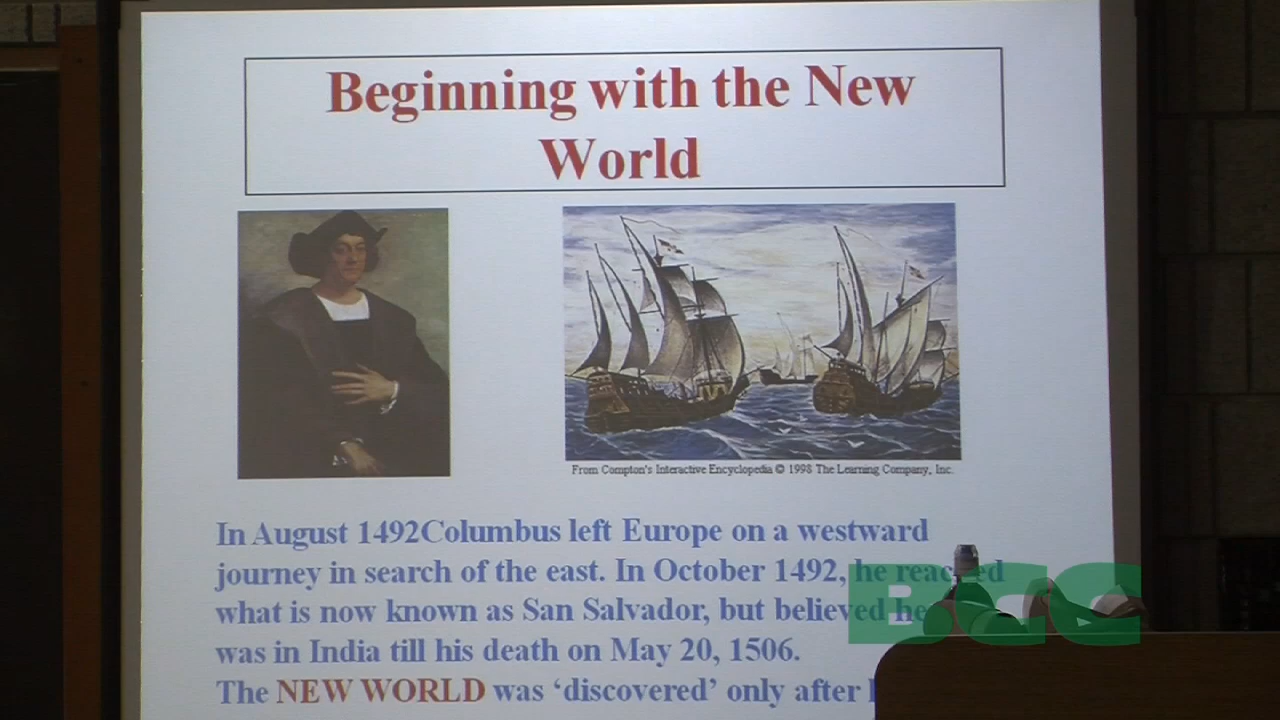 Beginning with the New
World
From Compton's Interactive Encyclopedia © 1998 The Learning Company, Inc.
In August 1492Columbus left Europe on a westward
journey in search of the east. In October 1492, he reached
what is now known as San Salvador, but believed he
was in India till his death on May 20, 1506.
The NEW WORLD was ‘discovered’ only after
BCC